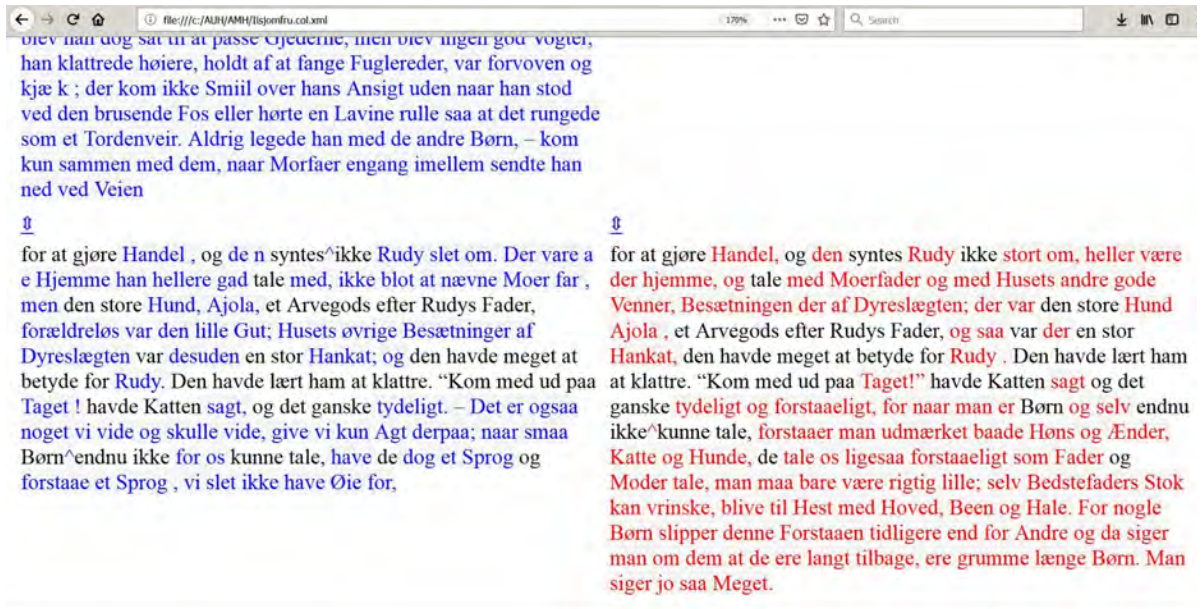 file:///c:/AUH/AMH/Iisjomfru.col.xml
170%
Search
blev han dog sat til at passe Gjederne, men blev ingen god Vogter,
han klattrede høiere, holdt af at fange Fuglereder, var forvoven og
kjæ k ; der kom ikke Smiil over hans Ansigt uden naar han stod
ved den brusende Fos eller hørte en Lavine rulle saa at det rungede
som et Tordenveir. Aldrig legede han med de andre Børn, – kom
kun sammen med dem, naar Morfaer engang imellem sendte han
ned ved Veien
⇕
for at gjøre Handel , og de n syntes^ikke Rudy slet om. Der vare a
e Hjemme han hellere gad tale med, ikke blot at nævne Moer far ,
men den store Hund, Ajola, et Arvegods efter Rudys Fader,
forældreløs var den lille Gut; Husets øvrige Besætninger af
Dyreslægten var desuden en stor Hankat; og den havde meget at
betyde for Rudy. Den havde lært ham at klattre. “Kom med ud paa
Taget ! havde Katten sagt, og det ganske tydeligt. – Det er ogsaa
noget vi vide og skulle vide, give vi kun Agt derpaa; naar smaa
Børn^endnu ikke for os kunne tale, have de dog et Sprog og
forstaae et Sprog , vi slet ikke have Øie for,
⇕
for at gjøre Handel, og den syntes Rudy ikke stort om, heller være
der hjemme, og tale med Moerfader og med Husets andre gode
Venner, Besætningen der af Dyreslægten; der var den store Hund
Ajola , et Arvegods efter Rudys Fader, og saa var der en stor
Hankat, den havde meget at betyde for Rudy . Den havde lært ham
at klattre. “Kom med ud paa Taget!” havde Katten sagt og det
ganske tydeligt og forstaaeligt, for naar man er Børn og selv endnu
ikke^kunne tale, forstaaer man udmærket baade Høns og Ænder,
Katte og Hunde, de tale os ligesaa forstaaeligt som Fader og
Moder tale, man maa bare være rigtig lille; selv Bedstefaders Stok
kan vrinske, blive til Hest med Hoved, Been og Hale. For nogle
Børn slipper denne Forstaaen tidligere end for Andre og da siger
man om dem at de ere langt tilbage, ere grumme længe Børn. Man
siger jo saa Meget.